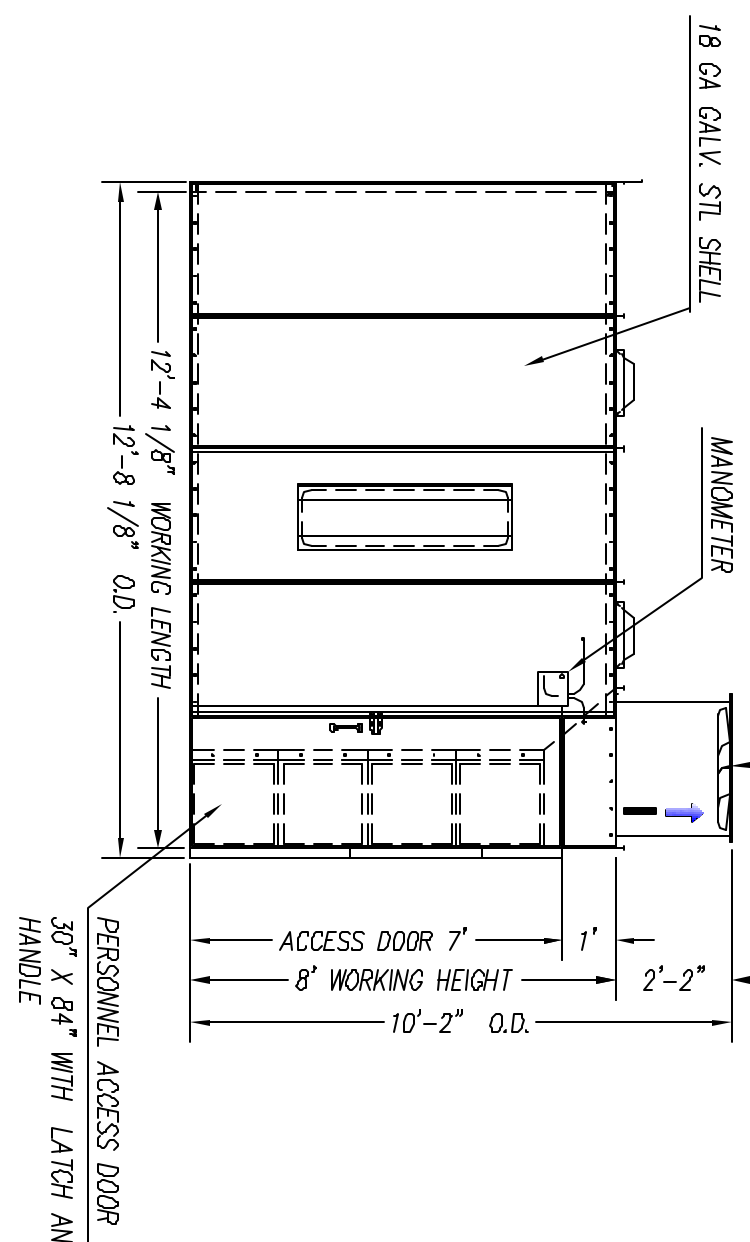 18 GA GALV. STL SHELL
MANOMETER
12'-4 1/8" WORKING LENGTH
12'-8 1/8" O.D.
ACCESS DOOR 7'
1'
8' WORKING HEIGHT
2'-2"
10'-2" O.D.
PERSONNEL ACCESS DOOR
30" X 84" WITH LATCH AN
HANDLE